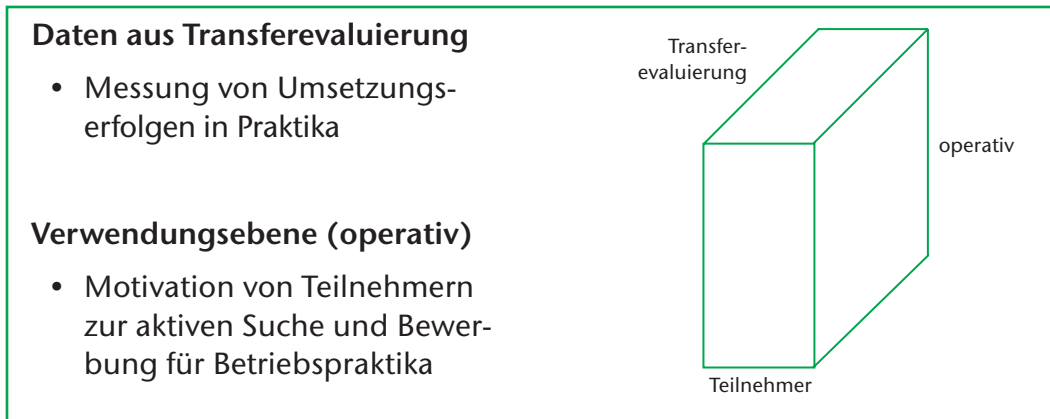 Daten aus Transferevaluierung
• Messung von Umsetzungs-
erfolgen in Praktika
Verwendungsebene (operativ)
• Motivation von Teilnehmern
zur aktiven Suche und Bewer-
bung für Betriebspraktika
Transfer-
evaluierung
operativ
Teilnehmer